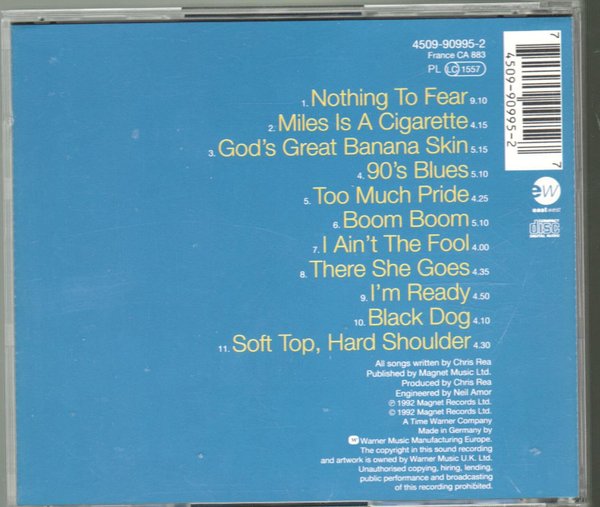 4509-90995-2
France CA 883
PL LC 1557
7 4509-90995-2 7
1. Nothing To Fear 9.10
2. Miles Is A Cigarette 4.15
3. God's Great Banana Skin 5.15
4. 90's Blues 5.10
5. Too Much Pride 4.25
6. Boom Boom 5.10
7. I Ain't The Fool 4.00
8. There She Goes 4.35
9. I'm Ready 4.50
10. Black Dog 4.10
11. Soft Top, Hard Shoulder 4.30
ew
eastwest
COMPACT
disc
DIGITAL AUDIO
All songs written by Chris Rea
Published by Magnet Music Ltd.
Produced by Chris Rea
Engineered by Neil Amor
℗ 1992 Magnet Records Ltd.
© 1992 Magnet Records Ltd.
A Time Warner Company
Made in Germany by
Warner Music Manufacturing Europe.
The copyright in this sound recording
and artwork is owned by Warner Music U.K. Ltd.
Unauthorised copying, hiring, lending,
public performance and broadcasting
of this recording prohibited.